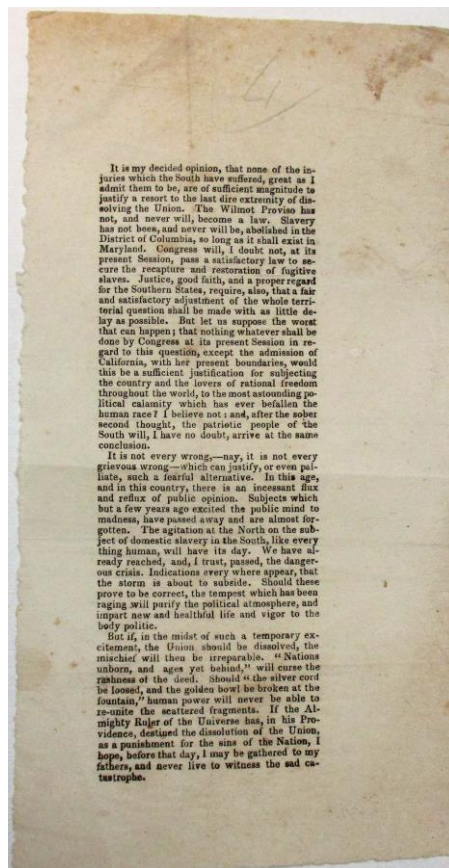 4
It is my decided opinion, that none of the in-
juries which the South have suffered, great as I
admit them to be, are of sufficient magnitude to
justify a resort to the last dire extremity of dis-
solving the Union. The Wilmot Proviso has
not, and never will, become a law. Slavery
has not been, and never will be, abolished in the
District of Columbia, so long as it shall exist in
Maryland. Congress will, I doubt not, at its
present Session, pass a satisfactory law to se-
cure the recapture and restoration of fugitive
slaves. Justice, good faith, and a proper regard
for the Southern States, require, also, that a fair
and satisfactory adjustment of the whole terri-
torial question shall be made with as little de-
lay as possible. But let us suppose the worst
that can happen; that nothing whatever shall be
done by Congress at its present Session in re-
gard to this question, except the admission of
California, with her present boundaries, would
this be a sufficient justification for subjecting
the country and the lovers of rational freedom
throughout the world, to the most astounding po-
litical calamity which has ever befallen the
human race? I believe not: and, after the sober
second thought, the patriotic people of the
South will, I have no doubt, arrive at the same
conclusion.
It is not every wrong,—nay, it is not every
grievous wrong—which can justify, or even pal-
liate, such a fearful alternative. In this age,
and in this country, there is an incessant flux
and reflux of public opinion. Subjects which
but a few years ago excited the public mind to
madness, have passed away and are almost for-
gotten. The agitation at the North on the sub-
ject of domestic slavery in the South, like every
thing human, will have its day. We have al-
ready reached, and, I trust, passed, the danger-
ous crisis. Indications every where appear, that
the storm is about to subside. Should these
prove to be correct, the tempest which has been
raging will purify the political atmosphere, and
impart new and healthful life and vigor to the
body politic.
But if, in the midst of such a temporary ex-
citement, the Union should be dissolved, the
mischief will then be irreparable. "Nations
unborn, and ages yet behind," will curse the
rashness of the deed. Should "the silver cord
be loosed, and the golden bowl be broken at the
fountain," human power will never be able to
re-unite the scattered fragments. If the Al-
mighty Ruler of the Universe has, in his Pro-
vidence, destined the dissolution of the Union,
as a punishment for the sins of the Nation, I
hope, before that day, I may be gathered to my
fathers, and never live to witness the sad ca-
tastrophe.